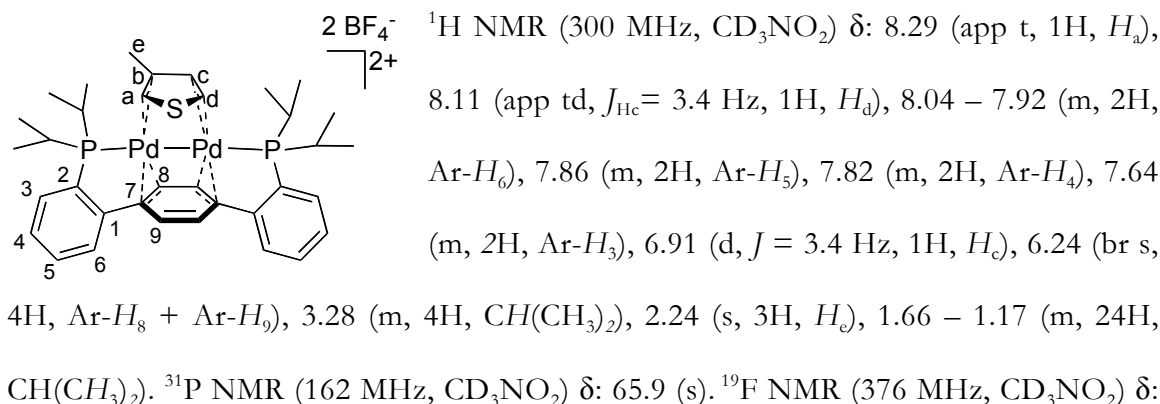 2 BF₄⁻
2+
e
b
c
a
S
d
P
Pd
Pd
P
2
7
8
3
1
9
4
5
6
¹H NMR (300 MHz, CD₃NO₂) δ: 8.29 (app t, 1H, Hₐ),
8.11 (app td, J_Hc= 3.4 Hz, 1H, H_d), 8.04 – 7.92 (m, 2H,
Ar-H₆), 7.86 (m, 2H, Ar-H₅), 7.82 (m, 2H, Ar-H₄), 7.64
(m, 2H, Ar-H₃), 6.91 (d, J = 3.4 Hz, 1H, H_c), 6.24 (br s,
4H, Ar-H₈ + Ar-H₉), 3.28 (m, 4H, CH(CH₃)₂), 2.24 (s, 3H, Hₑ), 1.66 – 1.17 (m, 24H,
CH(CH₃)₂). ³¹P NMR (162 MHz, CD₃NO₂) δ: 65.9 (s). ¹⁹F NMR (376 MHz, CD₃NO₂) δ: